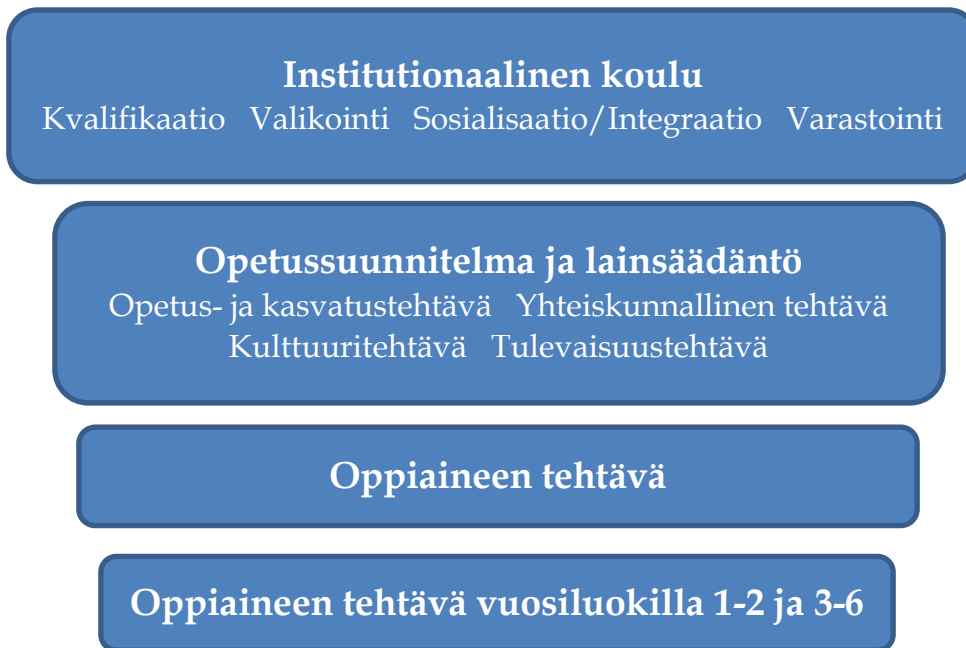 Institutionaalinen koulu
Kvalifikaatio Valikointi Sosialisaatio/Integraatio Varastointi
Opetussuunnitelma ja lainsäädäntö
Opetus- ja kasvatustehtävä Yhteiskunnallinen tehtävä
Kulttuuritehtävä Tulevaisuustehtävä
Oppiaineen tehtävä
Oppiaineen tehtävä vuosiluokilla 1-2 ja 3-6